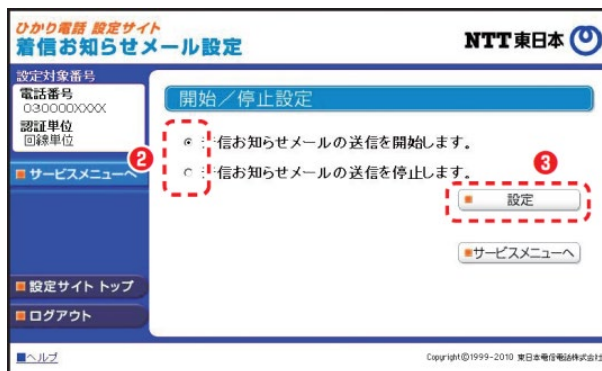 ひかり電話 設定サイト
着信お知らせメール設定
NTT東日本
設定対象番号
電話番号
030000XXXX
認証単位
回線単位
サービスメニューへ
設定サイト トップ
ログアウト
開始/停止設定
2
信お知らせメールの送信を開始します。
信お知らせメールの送信を停止します。
3
設定
サービスメニューへ
ヘルプ
Copyright©1999-2010 東日本電信電話株式会社